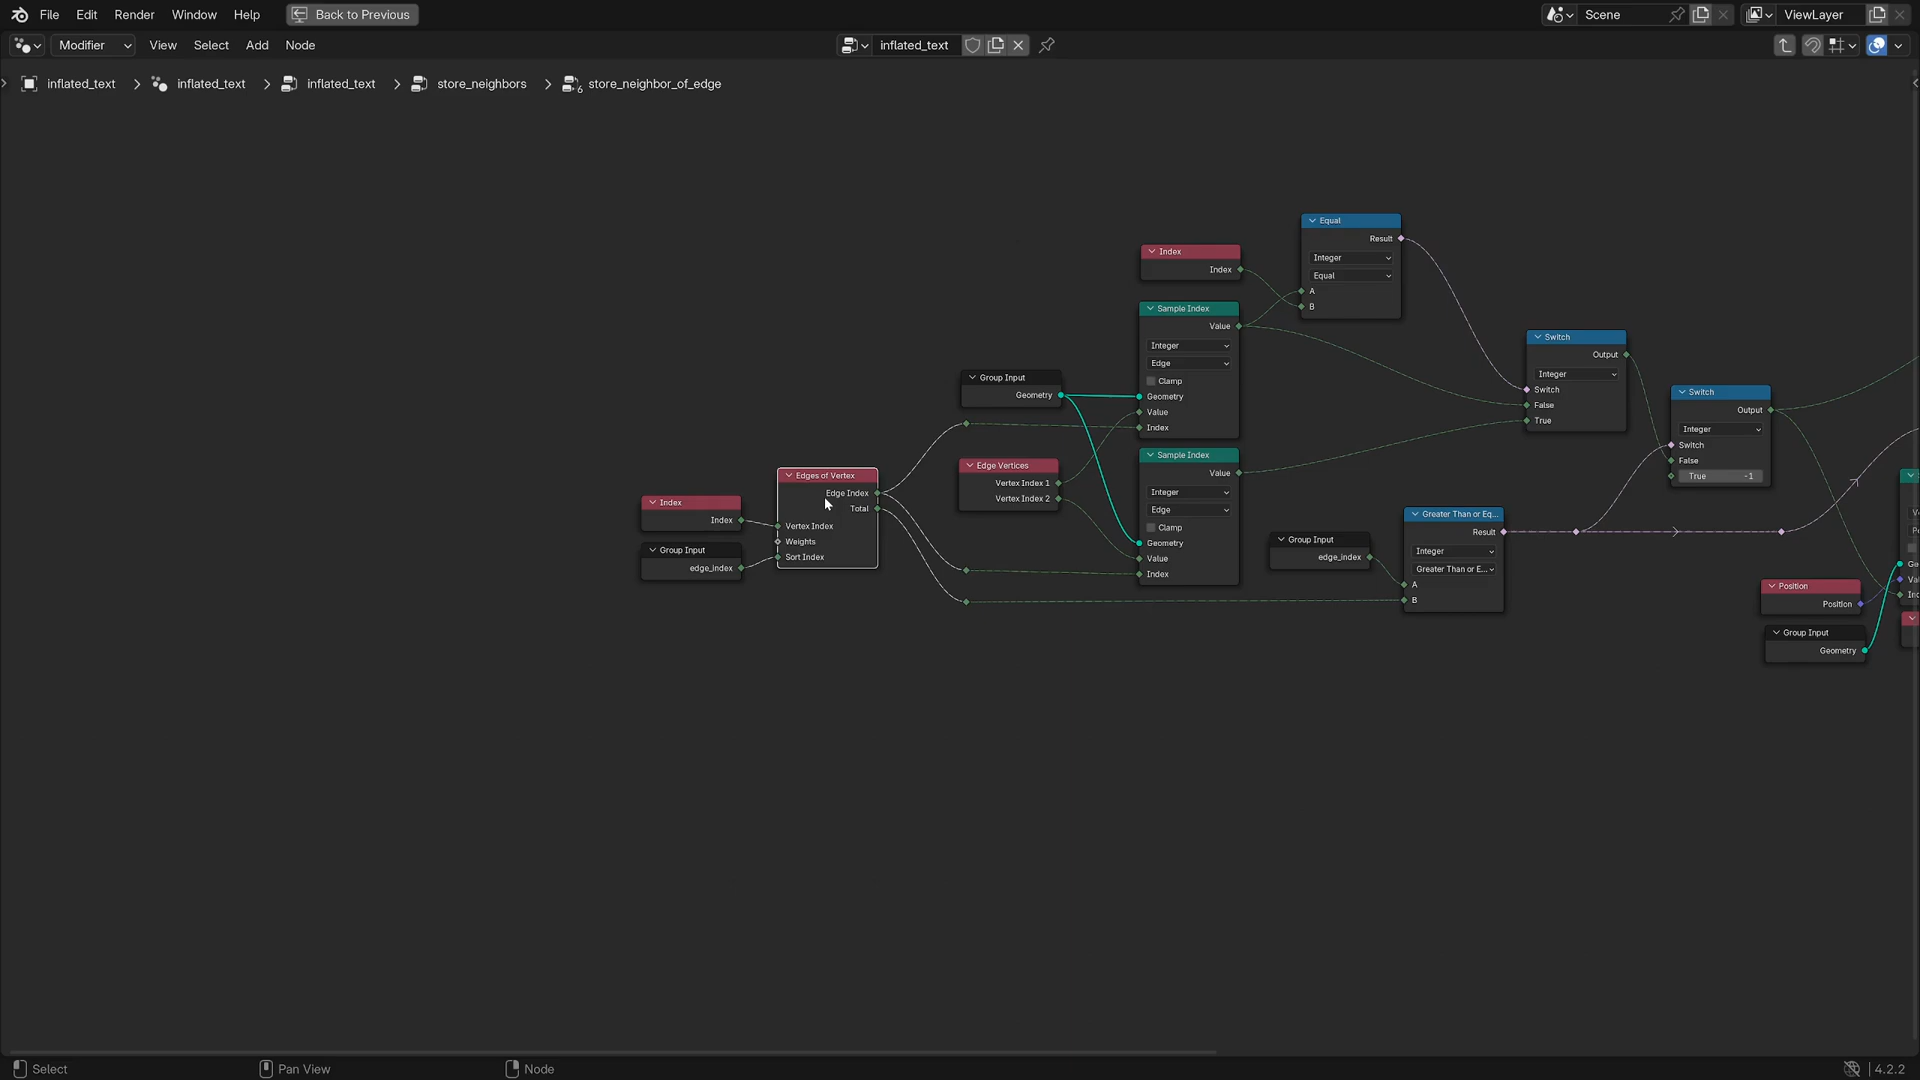 File Edit Render Window Help Back to Previous Scene ViewLayer
Modifier View Select Add Node inflated_text
inflated_text inflated_text inflated_text store_neighbors 6 store_neighbor_of_edge
Equal
Result
Integer
Equal
A
B
Index
Index
Sample Index
Value
Integer
Edge
Clamp
Geometry
Value
Index
Switch
Output
Integer
Switch
False
True
Group Input
Geometry
Switch
Output
Integer
Switch
False
True -1
Sample Index
Value
Integer
Edge
Clamp
Geometry
Value
Index
Edge Vertices
Vertex Index 1
Vertex Index 2
Edges of Vertex
Edge Index
Total
Vertex Index
Weights
Sort Index
Index
Index
Group Input
edge_index
Greater Than or Eq...
Result
Integer
Greater Than or E...
A
B
Group Input
edge_index
Position
Position
Group Input
Geometry
Select Pan View Node 4.2.2